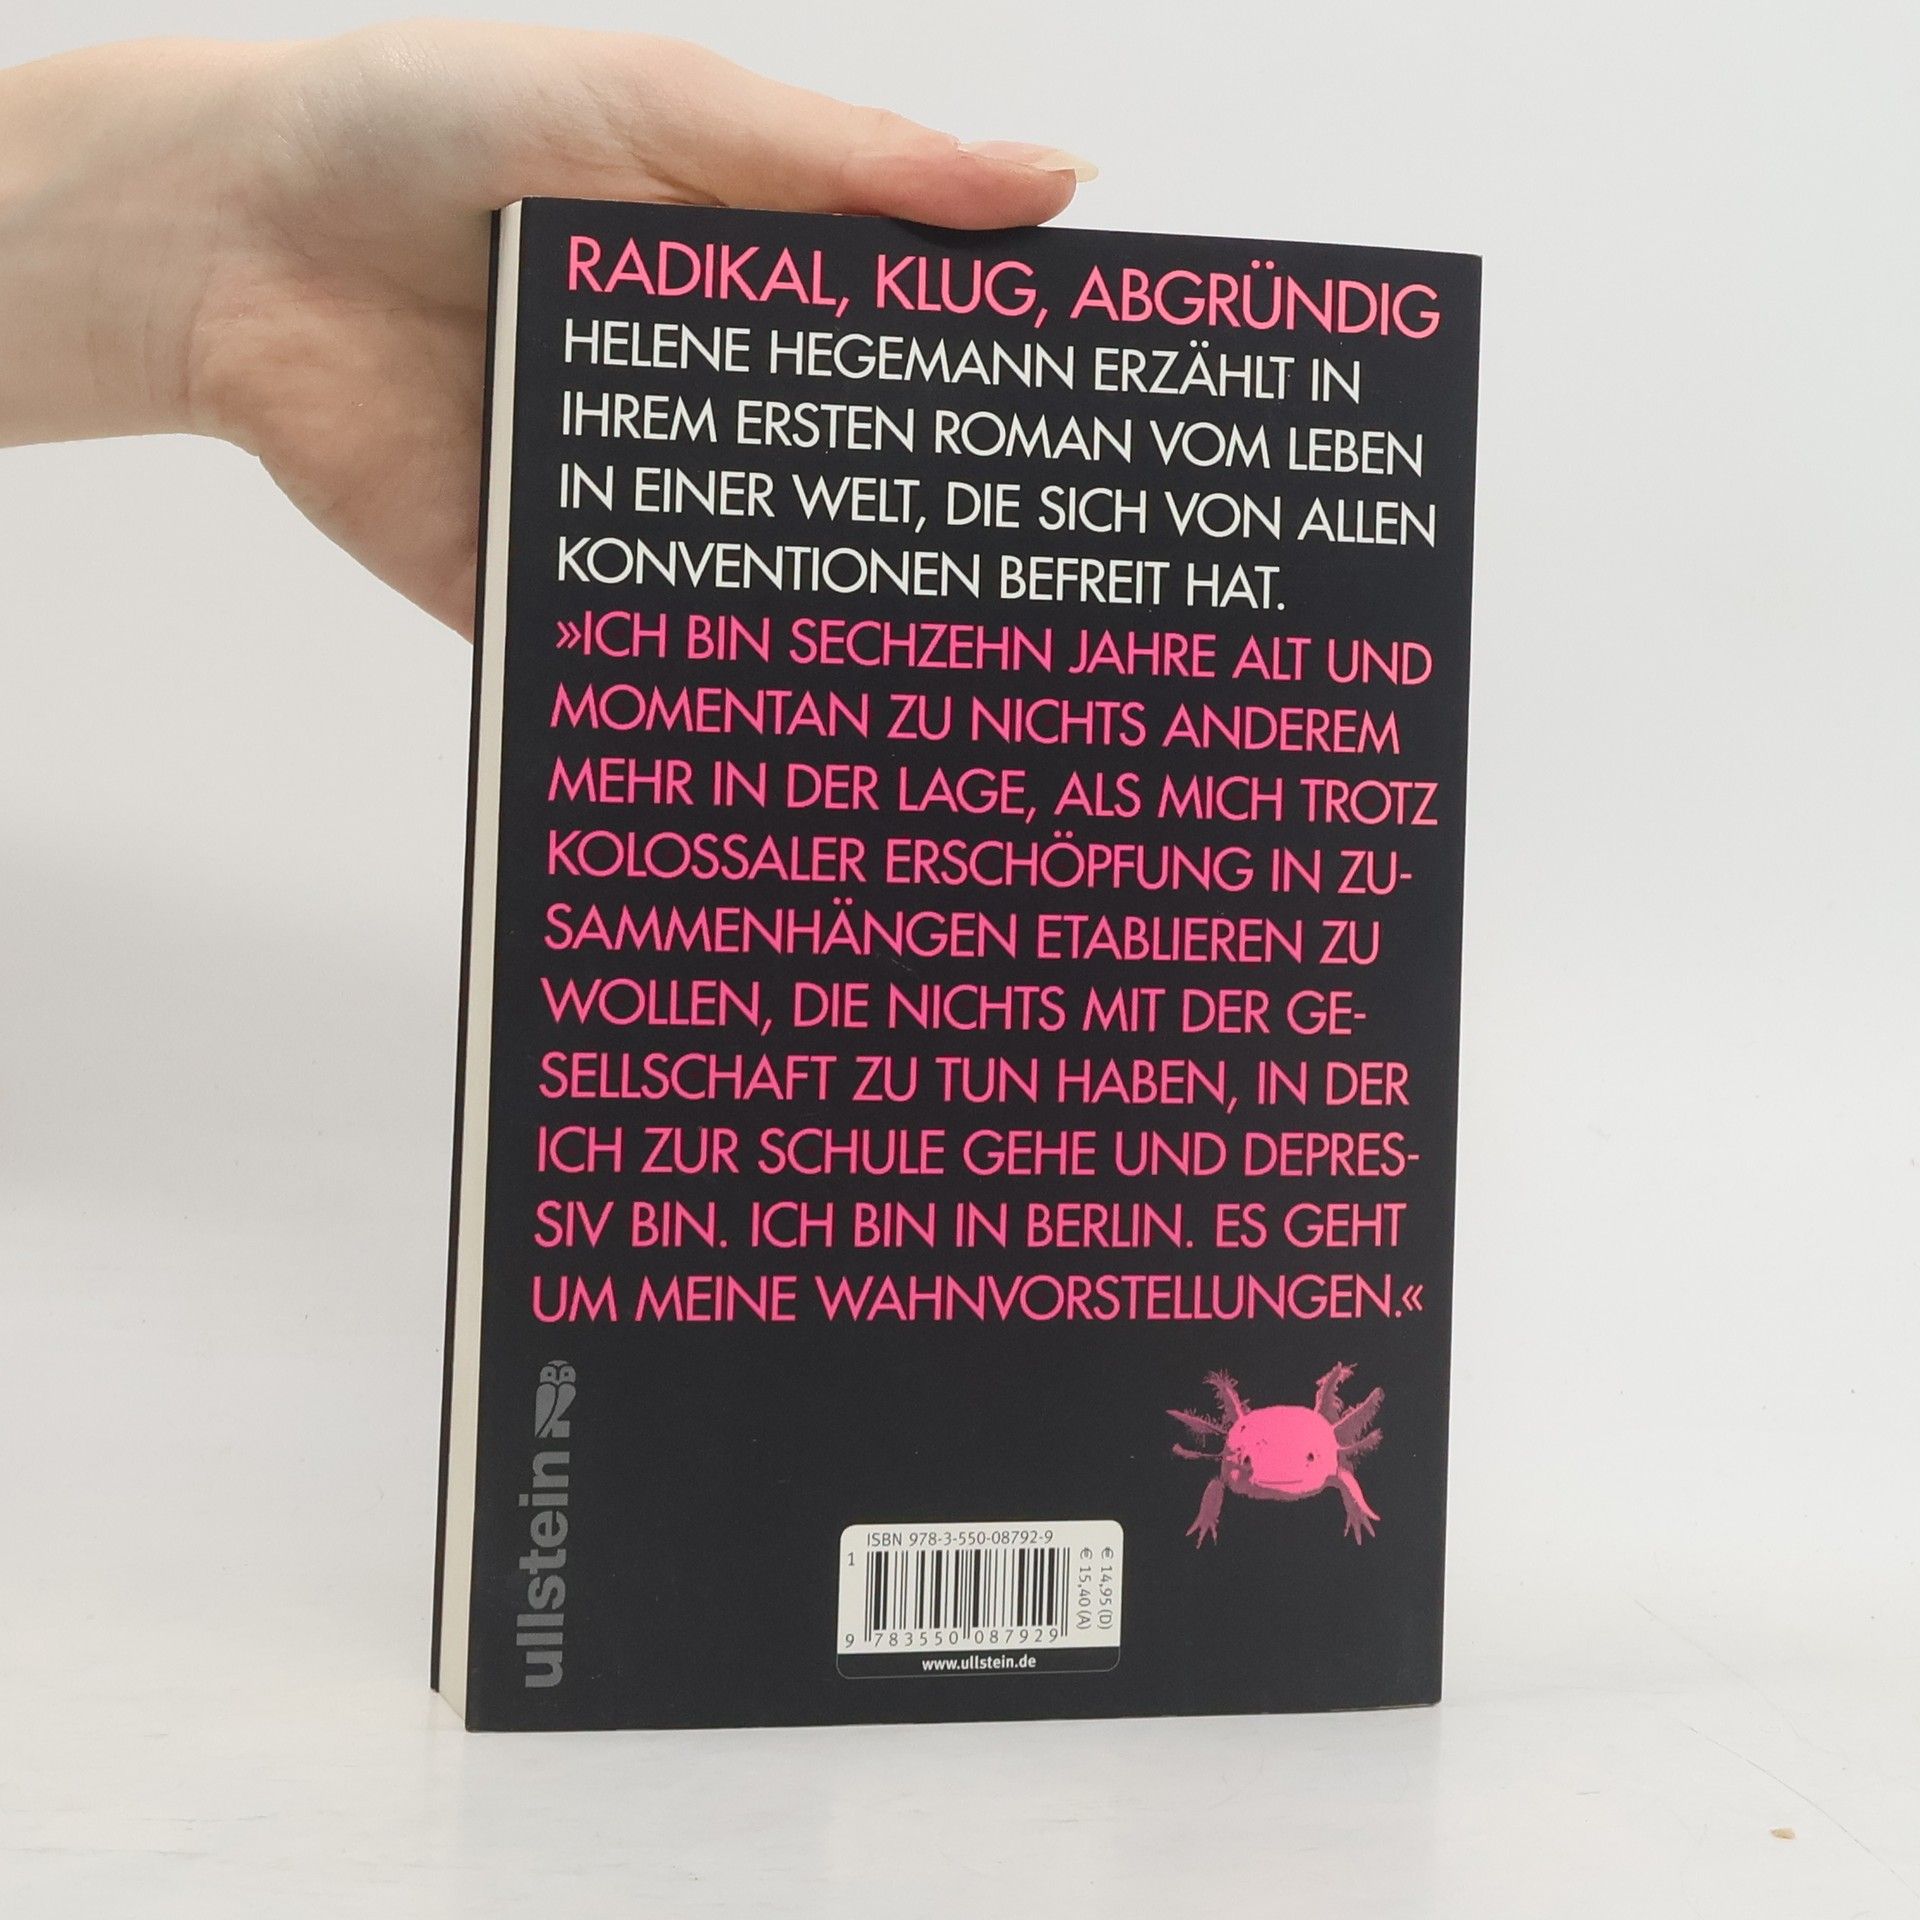 RADIKAL, KLUG, ABGRÜNDIG
HELENE HEGEMANN ERZÄHLT IN
IHREM ERSTEN ROMAN VOM LEBEN
IN EINER WELT, DIE SICH VON ALLEN
KONVENTIONEN BEFREIT HAT.
»ICH BIN SECHZEHN JAHRE ALT UND
MOMENTAN ZU NICHTS ANDEREM
MEHR IN DER LAGE, ALS MICH TROTZ
KOLOSSALER ERSCHÖPFUNG IN ZU-
SAMMENHÄNGEN ETABLIEREN ZU
WOLLEN, DIE NICHTS MIT DER GE-
SELLSCHAFT ZU TUN HABEN, IN DER
ICH ZUR SCHULE GEHE UND DEPRES-
SIV BIN. ICH BIN IN BERLIN. ES GEHT
UM MEINE WAHNVORSTELLUNGEN.«
ullstein
ISBN 978-3-550-08792-9
1
€ 14,95 (D)
€ 15,40 (A)
9 783550 087929
www.ullstein.de